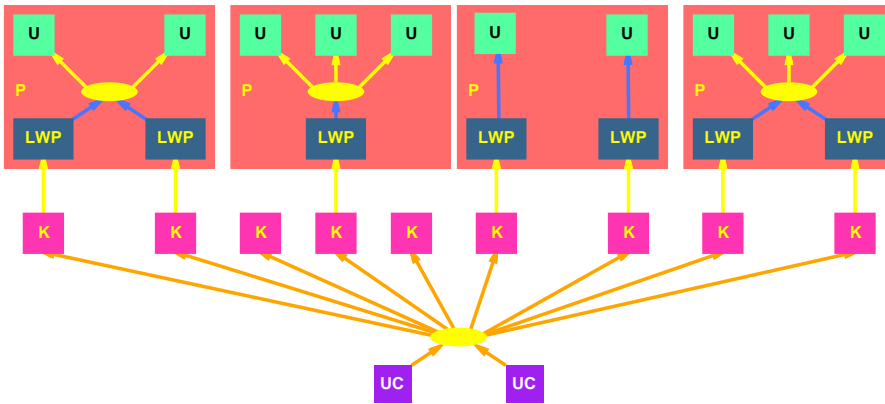 U U U U U U U U U U
P P P P
LWP LWP LWP LWP LWP LWP LWP
K K K K K K K K K
UC UC